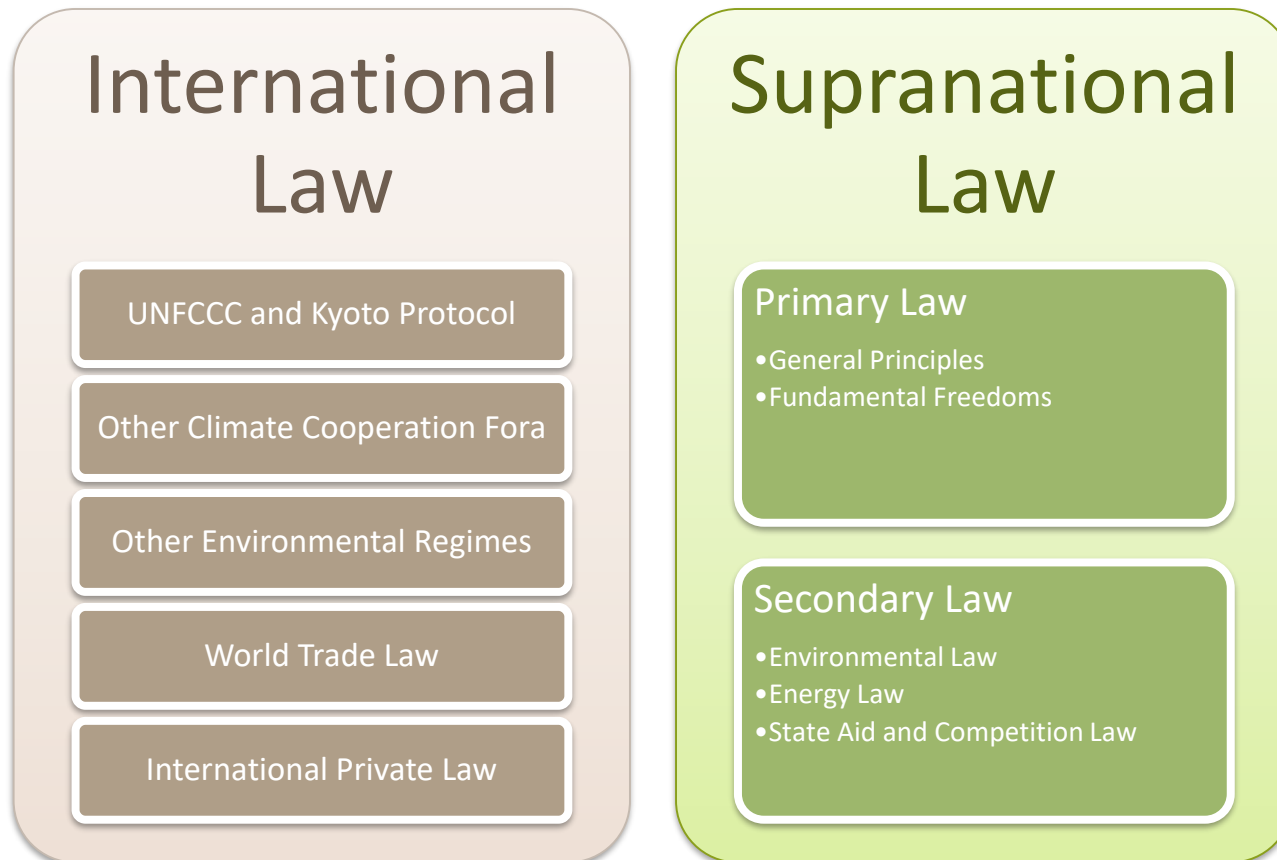 International
Law
UNFCCC and Kyoto Protocol
Other Climate Cooperation Fora
Other Environmental Regimes
World Trade Law
International Private Law
Supranational
Law
Primary Law
•General Principles
•Fundamental Freedoms
Secondary Law
•Environmental Law
•Energy Law
•State Aid and Competition Law